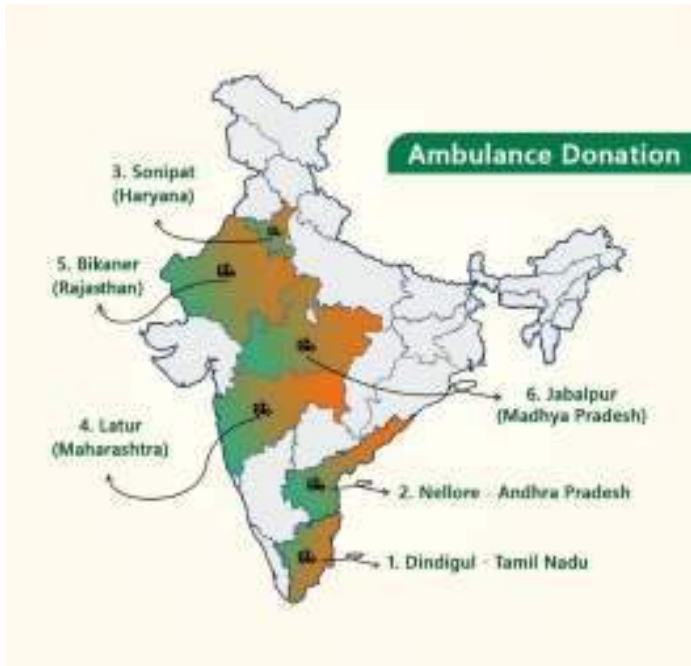 Ambulance Donation
3. Sonipat
(Haryana)
5. Bikaner
(Rajasthan)
6. Jabalpur
(Madhya Pradesh)
4. Latur
(Maharashtra)
2. Nellore - Andhra Pradesh
1. Dindigul - Tamil Nadu